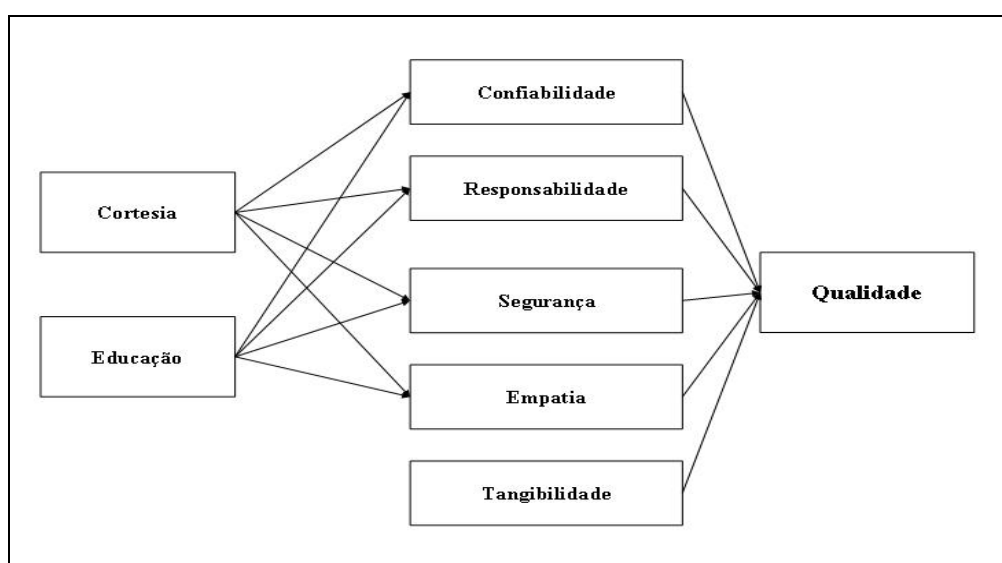 Cortesia
Educação
Confiabilidade
Responsabilidade
Segurança
Empatia
Tangibilidade
Qualidade